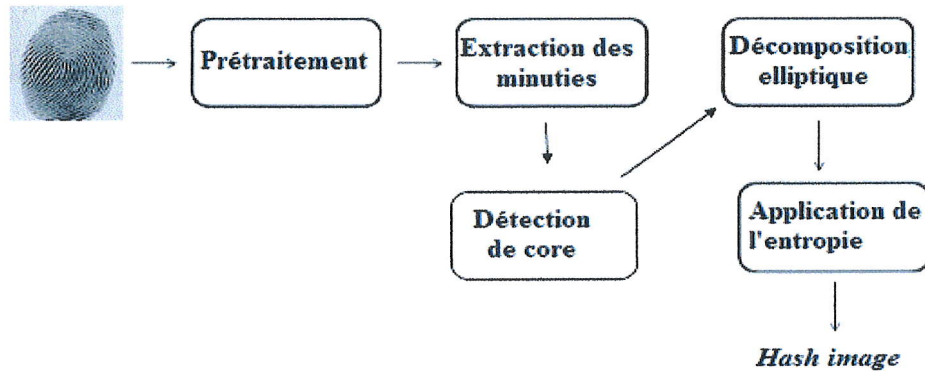 Prétraitement
Extraction des
minuties
Détection
de core
Décomposition
elliptique
Application de
l'entropie
Hash image